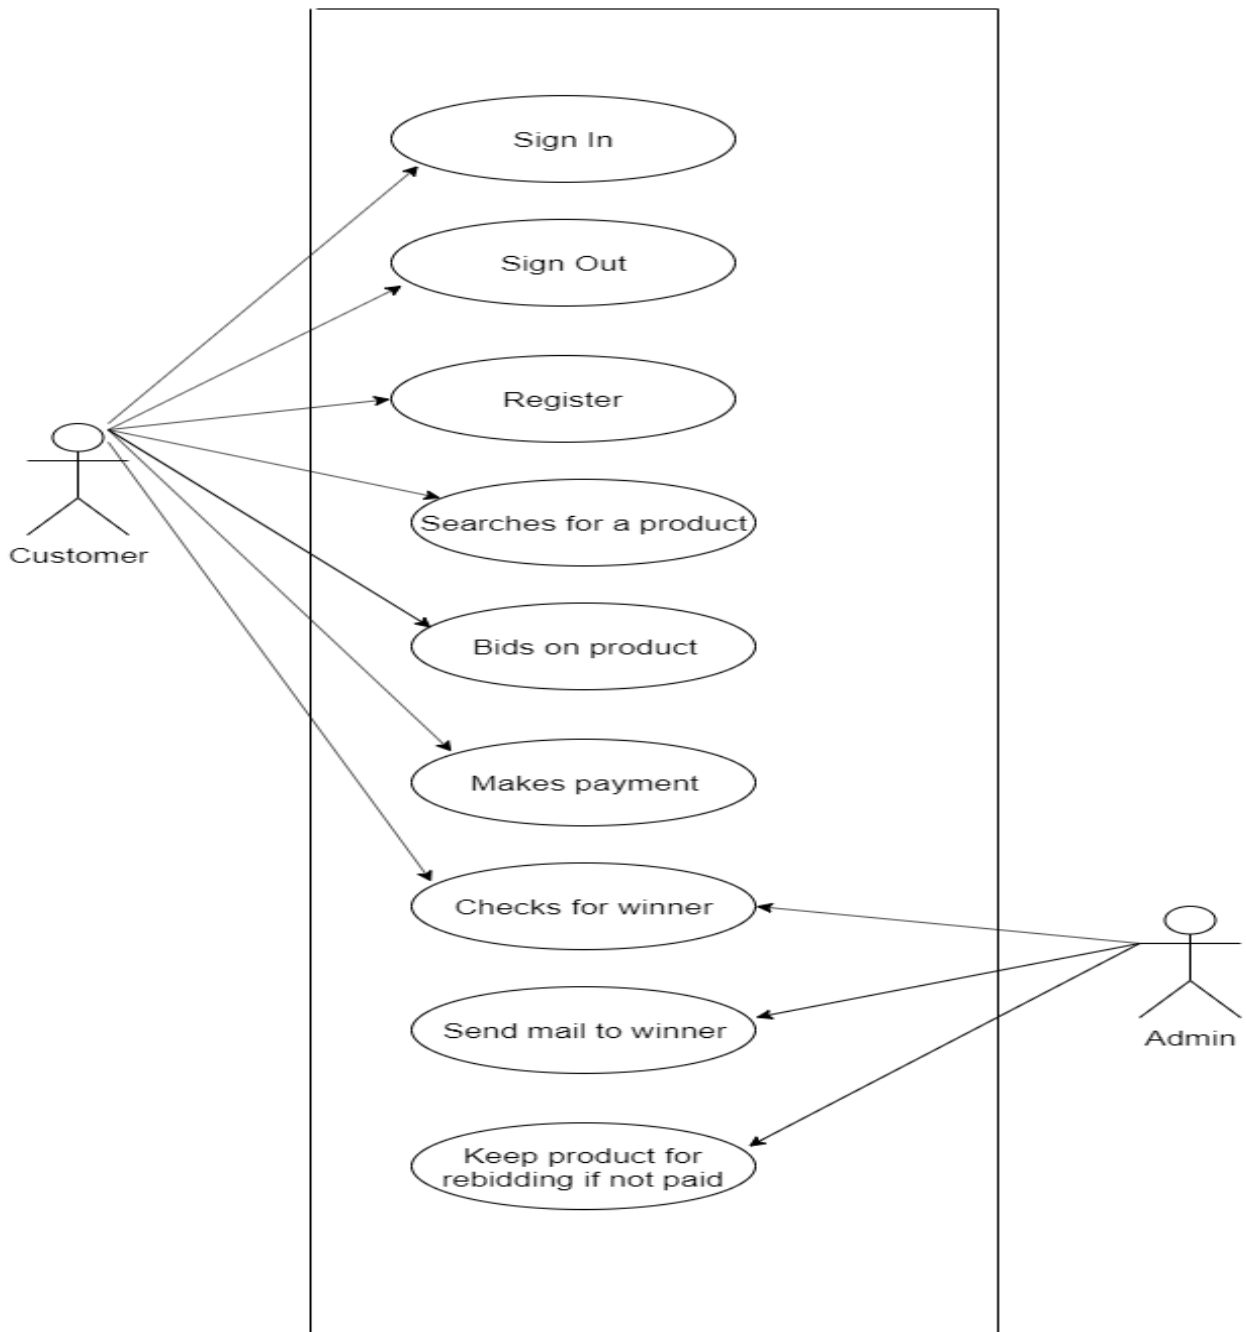 Sign In
Sign Out
Register
Searches for a product
Customer
Bids on product
Makes payment
Checks for winner
Send mail to winner
Admin
Keep product for
rebidding if not paid